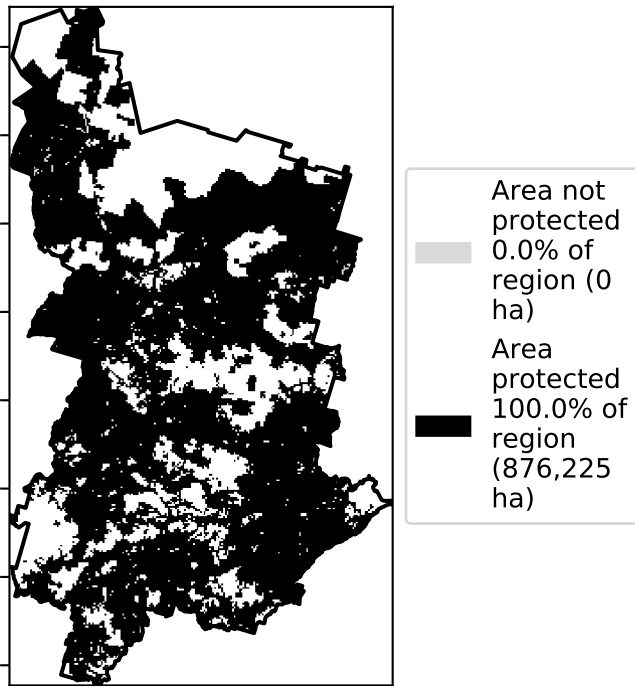 Area not
protected
0.0% of
region (0
ha)
Area
protected
100.0% of
region
(876,225
ha)